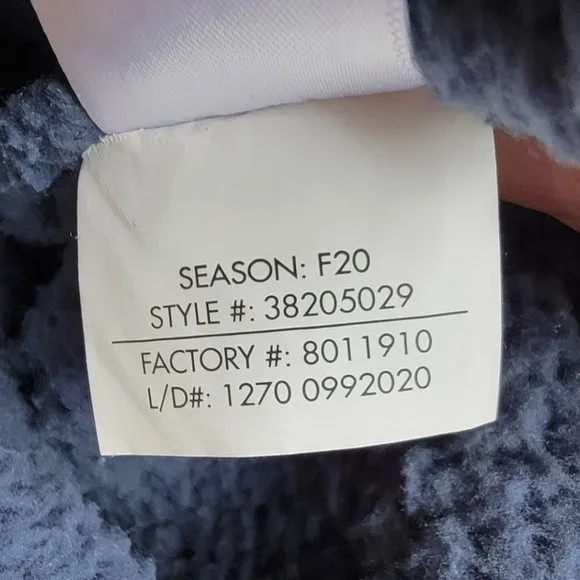 SEASON: F20
STYLE #: 38205029
FACTORY #: 8011910
L/D#: 1270 0992020